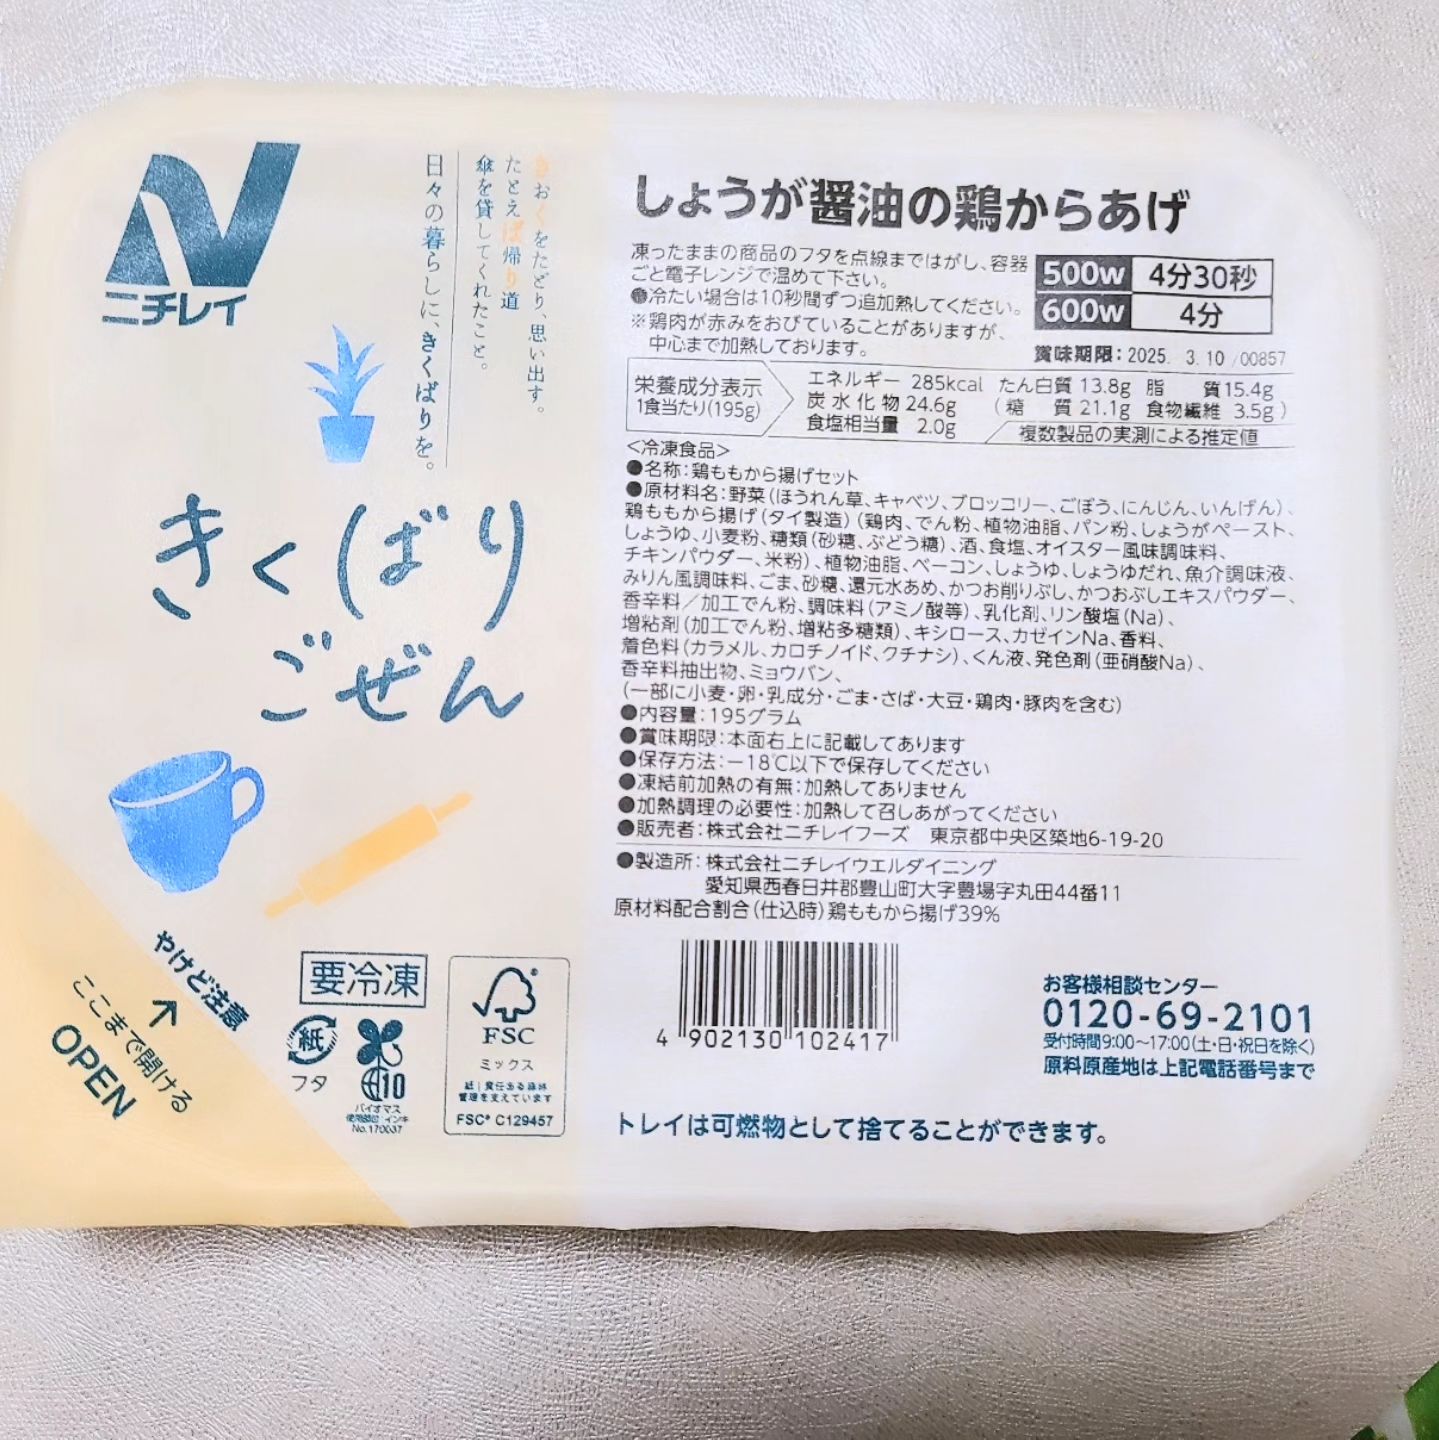 ニチレイ
きおくをたどり、思い出す。
たとえば帰り道
傘を貸してくれたこと。
日々の暮らしに、きくばりを。
きくばり
ごぜん
やけど注意
ここまで開ける
OPEN
要冷凍
紙
フタ
10
バイオマス
使用部位:インキ
No.170037
FSC
ミックス
紙|責任ある森林
管理を支えています
FSC® C129457
しょうが醤油の鶏からあげ
凍ったままの商品のフタを点線まではがし、容器
ごと電子レンジで温めて下さい。
●冷たい場合は10秒間ずつ追加熱してください。
※鶏肉が赤みをおびていることがありますが、
中心まで加熱しております。
500w 4分30秒
600w 4分
賞味期限:2025. 3.10 /00857
栄養成分表示
1食当たり(195g)
エネルギー 285kcal たん白質 13.8g 脂 質15.4g
炭水化物 24.6g (糖 質 21.1g 食物繊維 3.5g)
食塩相当量 2.0g 複数製品の実測による推定値
<冷凍食品>
●名称:鶏ももから揚げセット
●原材料名:野菜(ほうれん草、キャベツ、ブロッコリー、ごぼう、にんじん、いんげん)、
鶏ももから揚げ(タイ製造)(鶏肉、でん粉、植物油脂、パン粉、しょうがペースト、
しょうゆ、小麦粉、糖類(砂糖、ぶどう糖)、酒、食塩、オイスター風味調味料、
チキンパウダー、米粉)、植物油脂、ベーコン、しょうゆ、しょうゆだれ、魚介調味液、
みりん風調味料、ごま、砂糖、還元水あめ、かつお削りぶし、かつおぶしエキスパウダー、
香辛料/加工でん粉、調味料(アミノ酸等)、乳化剤、リン酸塩(Na)、
増粘剤(加工でん粉、増粘多糖類)、キシロース、カゼインNa、香料、
着色料(カラメル、カロチノイド、クチナシ)、くん液、発色剤(亜硝酸Na)、
香辛料抽出物、ミョウバン、
(一部に小麦・卵・乳成分・ごま・さば・大豆・鶏肉・豚肉を含む)
●内容量:195グラム
●賞味期限:本面右上に記載してあります
●保存方法:−18℃以下で保存してください
●凍結前加熱の有無:加熱してありません
●加熱調理の必要性:加熱して召しあがってください
●販売者:株式会社ニチレイフーズ 東京都中央区築地6-19-20
●製造所:株式会社ニチレイウエルダイニング
愛知県西春日井郡豊山町大字豊場字丸田44番11
原材料配合割合(仕込時)鶏ももから揚げ39%
4 902130 102417
お客様相談センター
0120-69-2101
受付時間9:00〜17:00(土・日・祝日を除く)
原料原産地は上記電話番号まで
トレイは可燃物として捨てることができます。